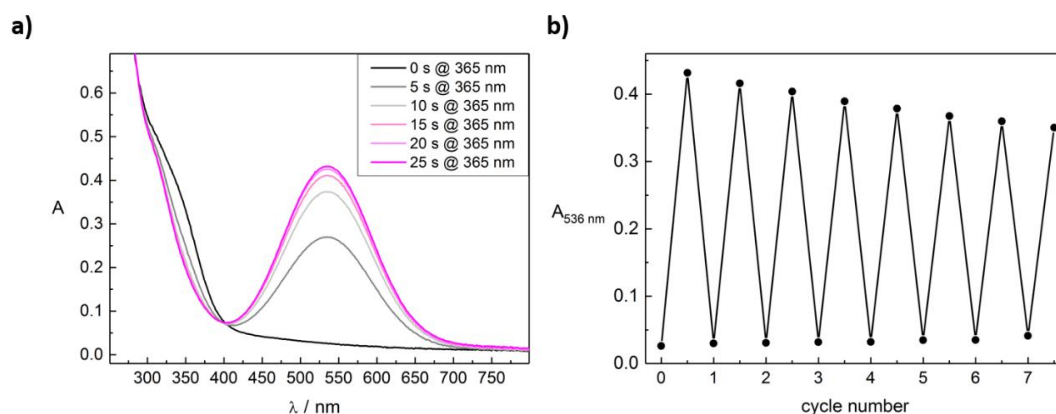 a)
0 s @ 365 nm
5 s @ 365 nm
10 s @ 365 nm
15 s @ 365 nm
20 s @ 365 nm
25 s @ 365 nm
0.6
0.5
0.4
0.3
0.2
0.1
0.0
A
300 350 400 450 500 550 600 650 700 750
λ / nm
b)
0.4
0.3
0.2
0.1
0.0
A536 nm
0 1 2 3 4 5 6 7
cycle number